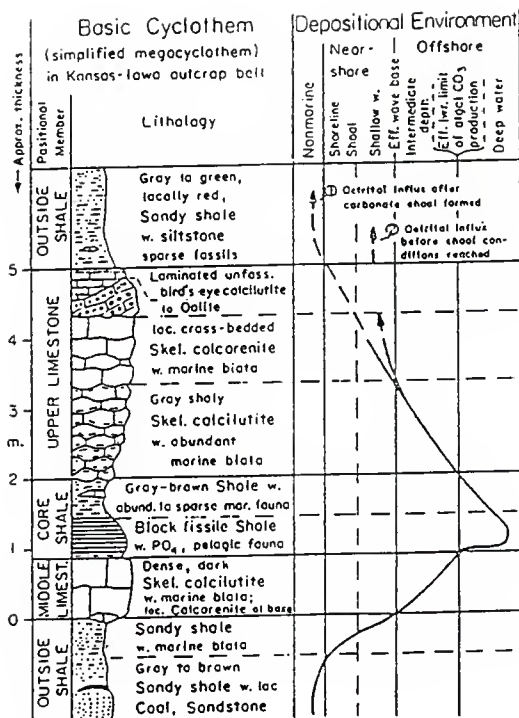 Basic Cyclothem
(simplified megacyclothem)
in Kansas-Iowa outcrop belt
Depositional Environment
Approx. thickness
Positional
Member
Lithology
Nonmarine
Near-
shore
Shoreline
Shoal
Shallow w.
Eff. wave base
Offshore
Intermediate
depth
Eff. lwr. limit
of algal CO3
production
Deep water
OUTSIDE
SHALE
Gray to green,
locally red,
Sandy shale
w. siltstone
sparse fossils
① Detrital influx after
carbonate shoal formed
② Detrital influx
before shoal con-
ditions reached
5
UPPER LIMESTONE
Laminated unfoss.
bird's eye calcilutite
to Oolite
loc. cross-bedded
Skel. calcarenite
w. marine biota
4
Gray shaly
Skel. calcilutite
w. abundant
marine biota
3
m.
2
CORE
SHALE
Gray-brown Shale w.
abund. to sparse mar. fauna
Black fissile Shale
w. PO4, pelagic fauna
1
MIDDLE
LIMEST.
Dense, dark
Skel. calcilutite
w. marine biota;
loc. Calcarenite at base
0
OUTSIDE
SHALE
Sandy shale
w. marine biota
Gray to brown
Sandy shale w. loc
Coal, Sandstone